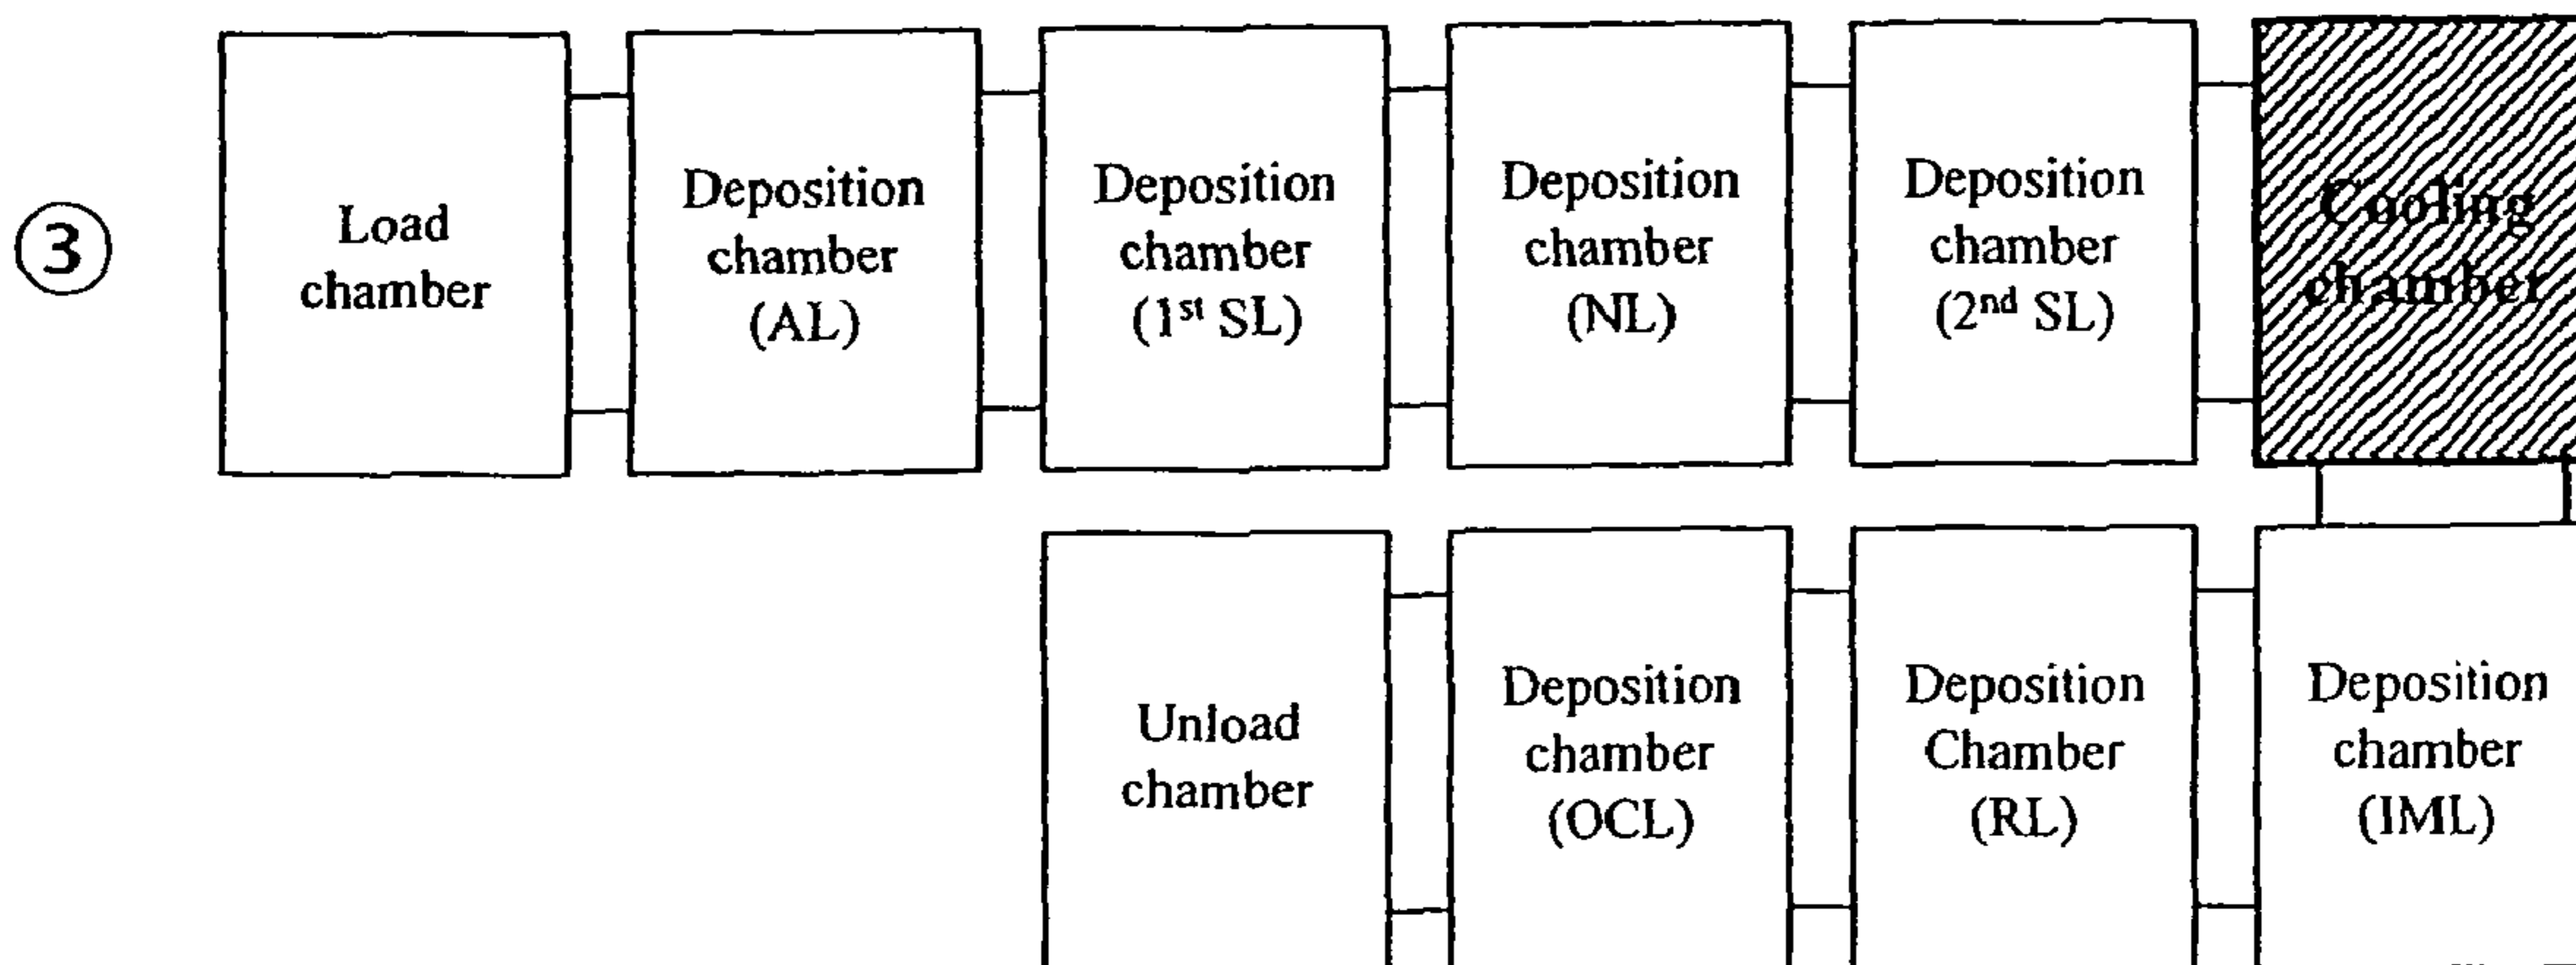 ③
Load
chamber
Deposition
chamber
(AL)
Deposition
chamber
(1st SL)
Deposition
chamber
(NL)
Deposition
chamber
(2nd SL)
Cooling
chamber
Unload
chamber
Deposition
chamber
(OCL)
Deposition
Chamber
(RL)
Deposition
chamber
(IML)